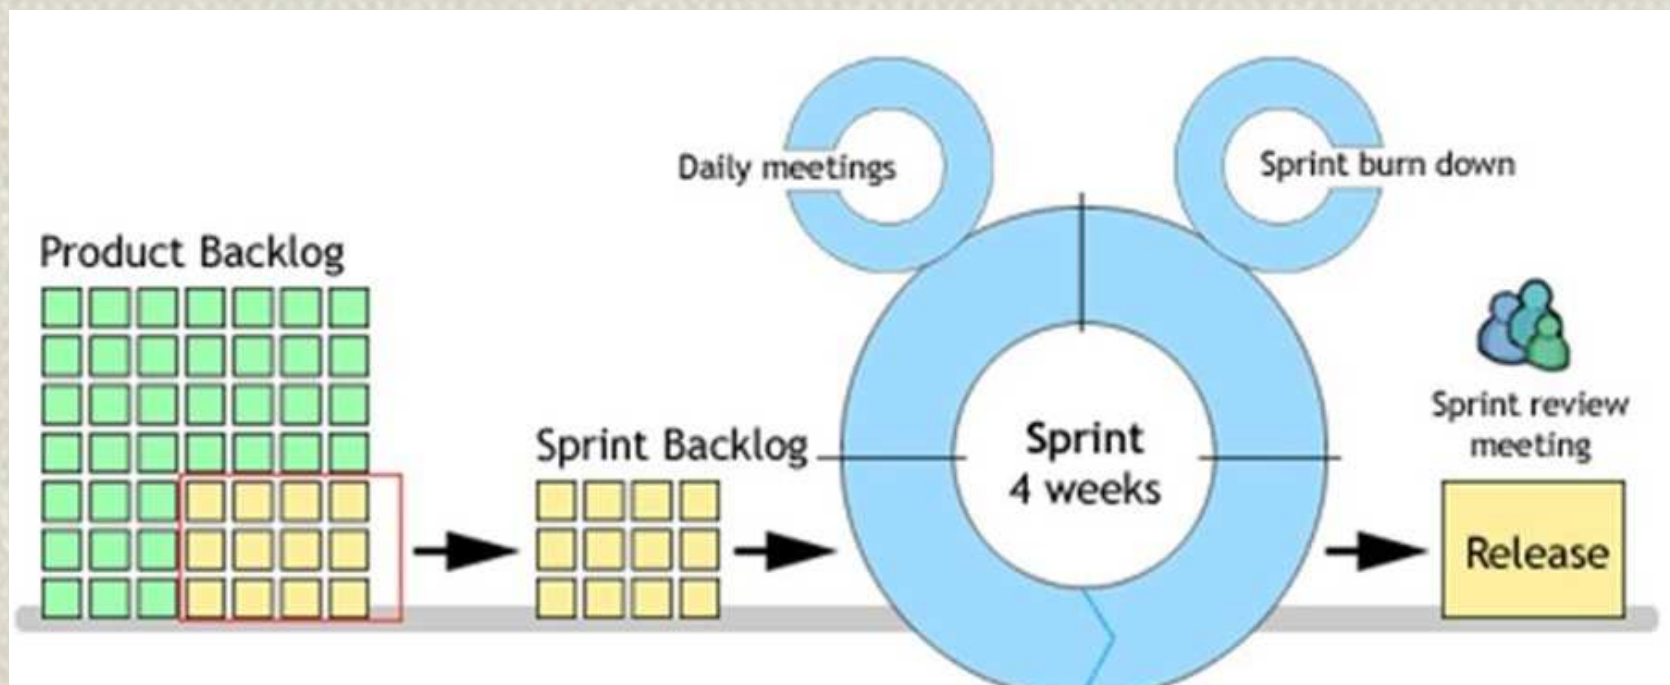 Daily meetings
Sprint burn down
Product Backlog
Sprint Backlog
Sprint
4 weeks
Sprint review
meeting
Release